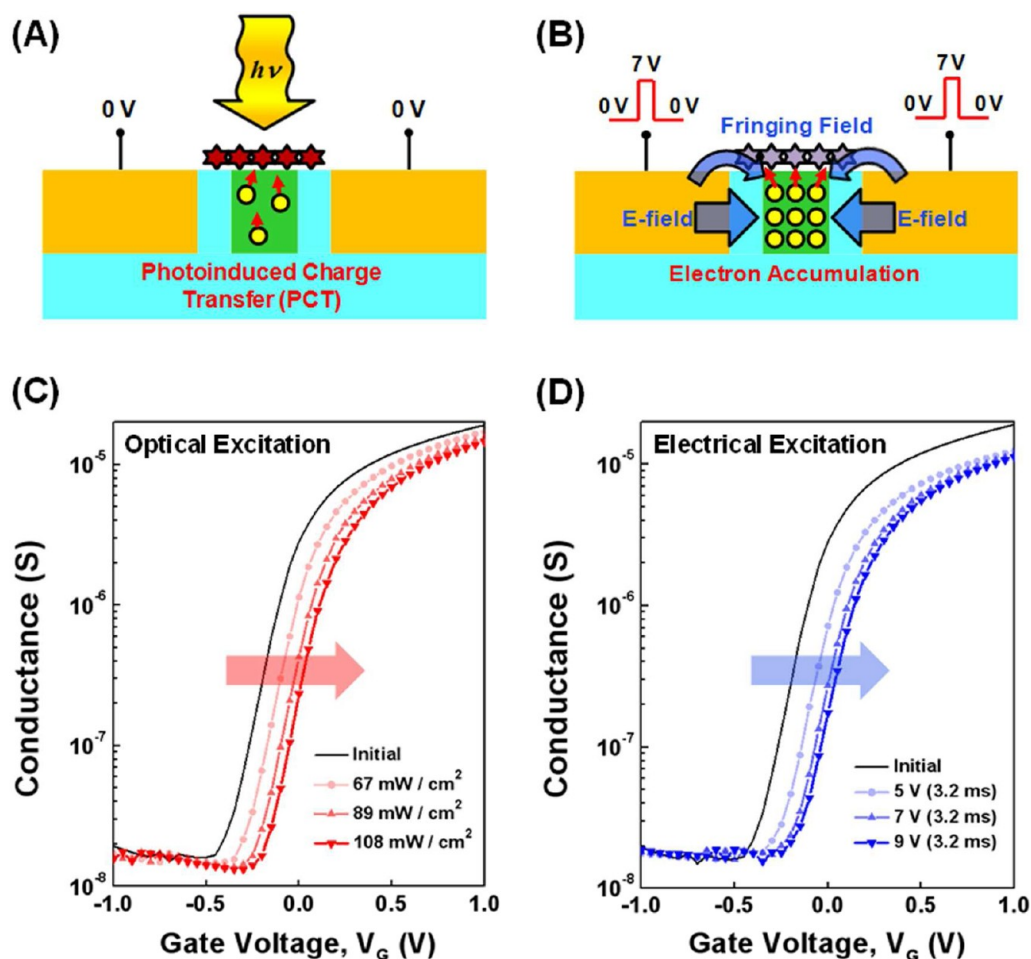 (A)
hν
0 V
0 V
Photoinduced Charge
Transfer (PCT)
(B)
7 V
0 V
0 V
7 V
0 V
0 V
Fringing Field
E-field
E-field
Electron Accumulation
(C)
Optical Excitation
Conductance (S)
10⁻⁵
10⁻⁶
10⁻⁷
10⁻⁸
Initial
67 mW / cm²
89 mW / cm²
108 mW / cm²
-1.0
-0.5
0.0
0.5
1.0
Gate Voltage, V_G (V)
(D)
Electrical Excitation
Conductance (S)
10⁻⁵
10⁻⁶
10⁻⁷
10⁻⁸
Initial
5 V (3.2 ms)
7 V (3.2 ms)
9 V (3.2 ms)
-1.0
-0.5
0.0
0.5
1.0
Gate Voltage, V_G (V)